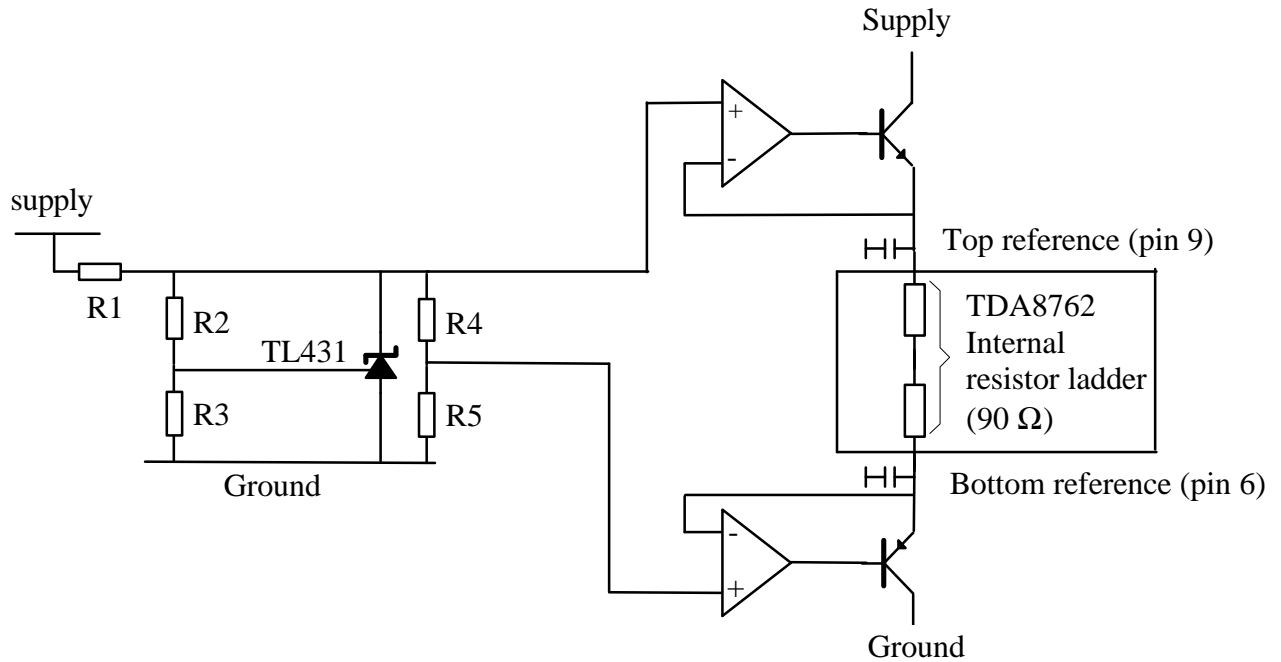 Supply
+
-
supply
R1
R2
R3
TL431
R4
R5
Ground
Top reference (pin 9)
TDA8762
Internal
resistor ladder
(90 Ω)
Bottom reference (pin 6)
-
+
Ground